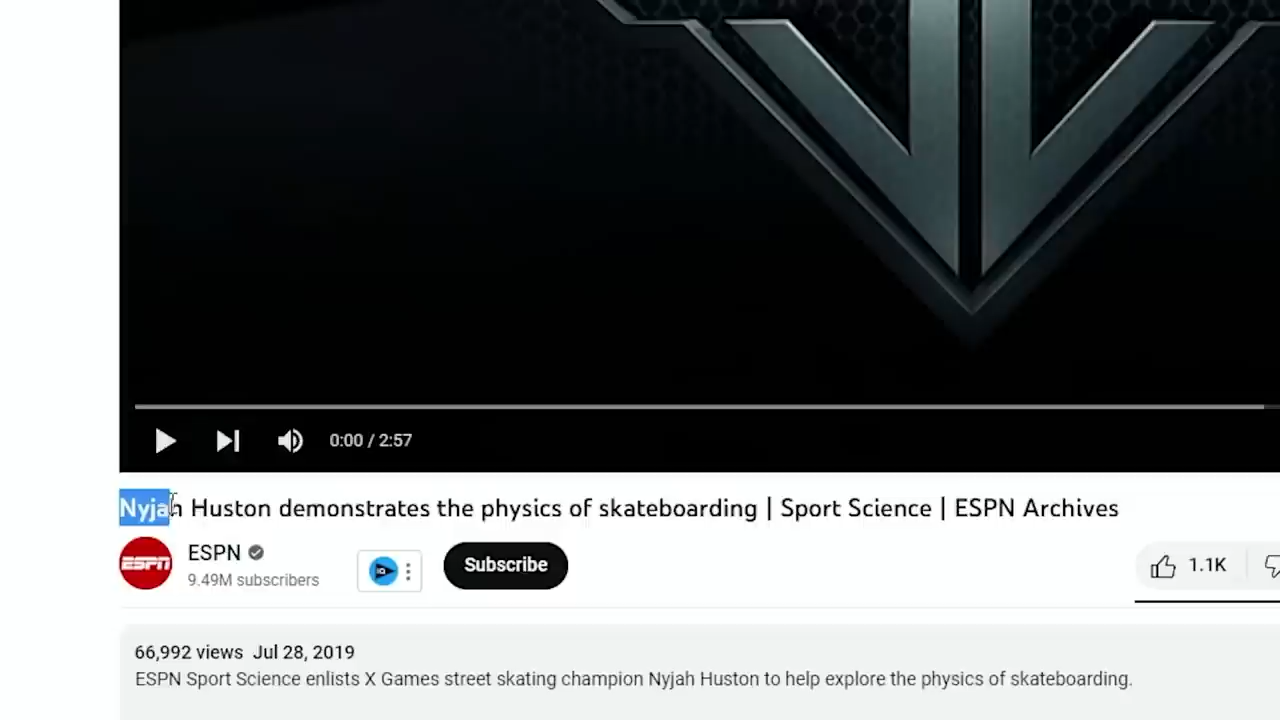 0:00 / 2:57
Nyjah Huston demonstrates the physics of skateboarding | Sport Science | ESPN Archives
ESPN
ESPN
9.49M subscribers
IQ
Subscribe
1.1K
66,992 views Jul 28, 2019
ESPN Sport Science enlists X Games street skating champion Nyjah Huston to help explore the physics of skateboarding.